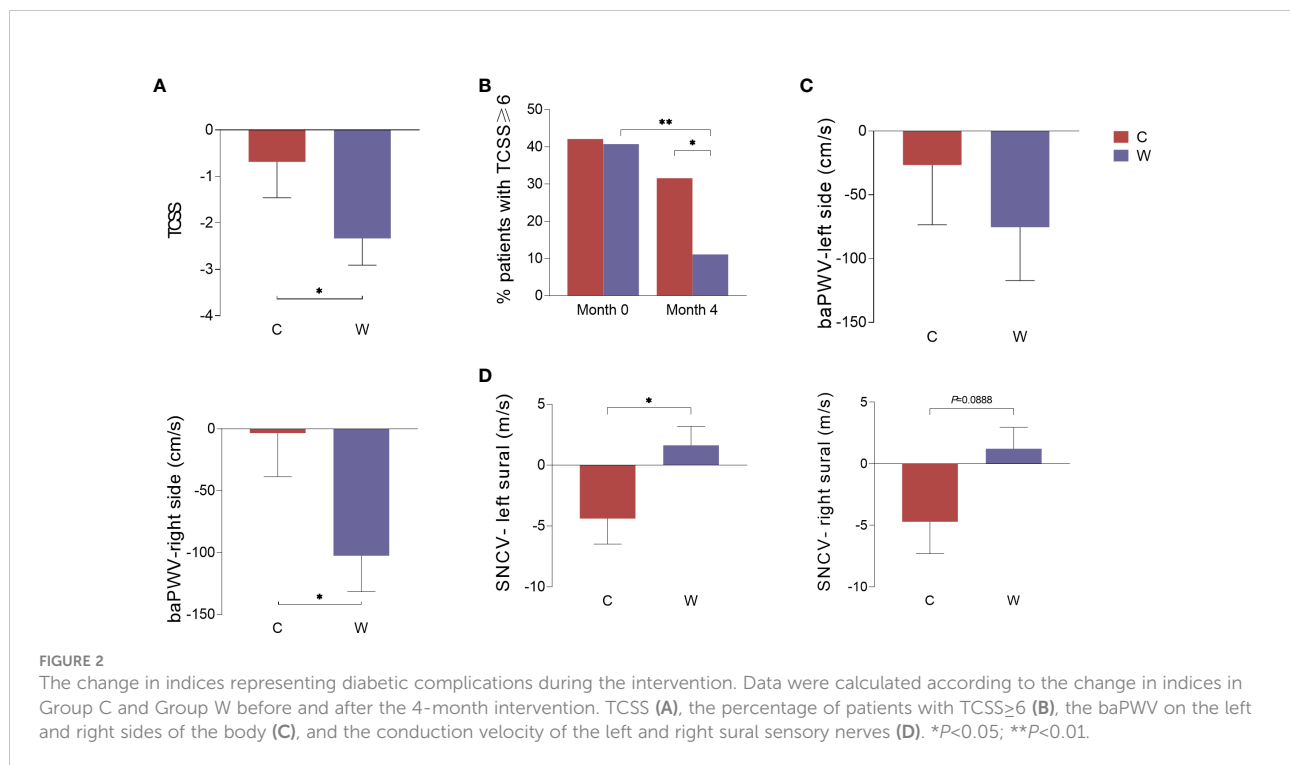 A
TCSS
0
-1
-2
-3
-4
*
C
W
B
% patients with TCSS≥6
50
40
30
20
10
0
**
*
Month 0
Month 4
C
baPWV-left side (cm/s)
0
-50
-100
-150
C
W
C
W
baPWV-right side (cm/s)
0
-50
-100
-150
*
C
W
D
SNCV- left sural (m/s)
5
0
-5
-10
*
C
W
SNCV- right sural (m/s)
5
0
-5
-10
P=0.0888
C
W
FIGURE 2
The change in indices representing diabetic complications during the intervention. Data were calculated according to the change in indices in
Group C and Group W before and after the 4-month intervention. TCSS (A), the percentage of patients with TCSS≥6 (B), the baPWV on the left
and right sides of the body (C), and the conduction velocity of the left and right sural sensory nerves (D). *P<0.05; **P<0.01.